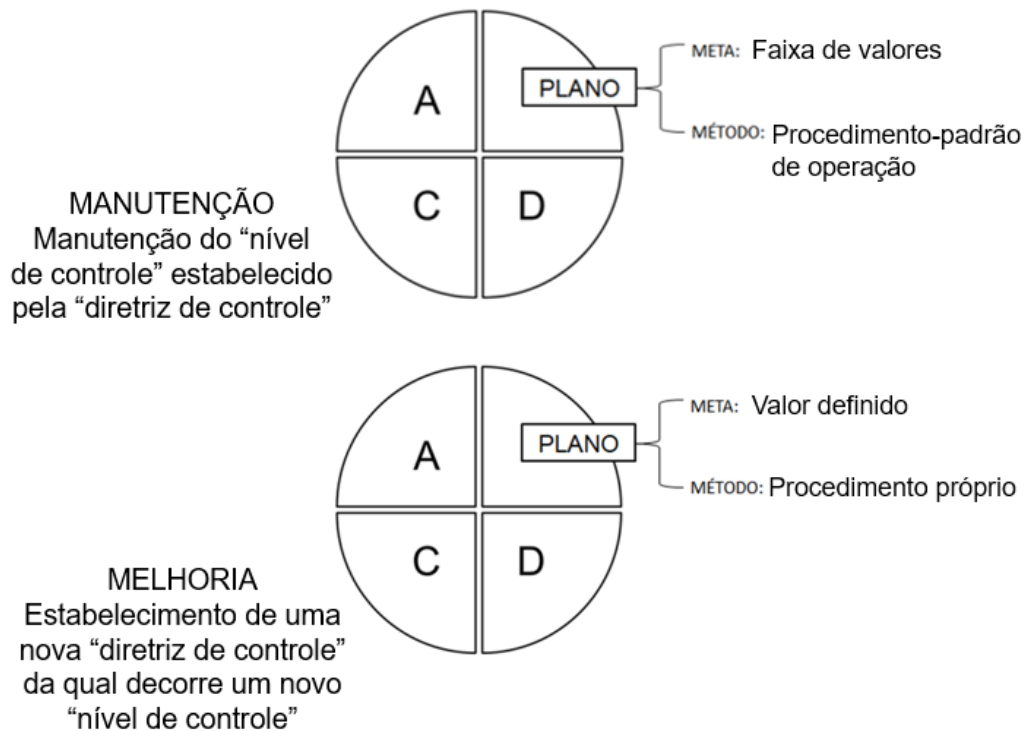 A
PLANO
META: Faixa de valores
MÉTODO: Procedimento-padrão
de operação
C
D
MANUTENÇÃO
Manutenção do “nível
de controle” estabelecido
pela “diretriz de controle”
A
PLANO
META: Valor definido
MÉTODO: Procedimento próprio
C
D
MELHORIA
Estabelecimento de uma
nova “diretriz de controle”
da qual decorre um novo
“nível de controle”